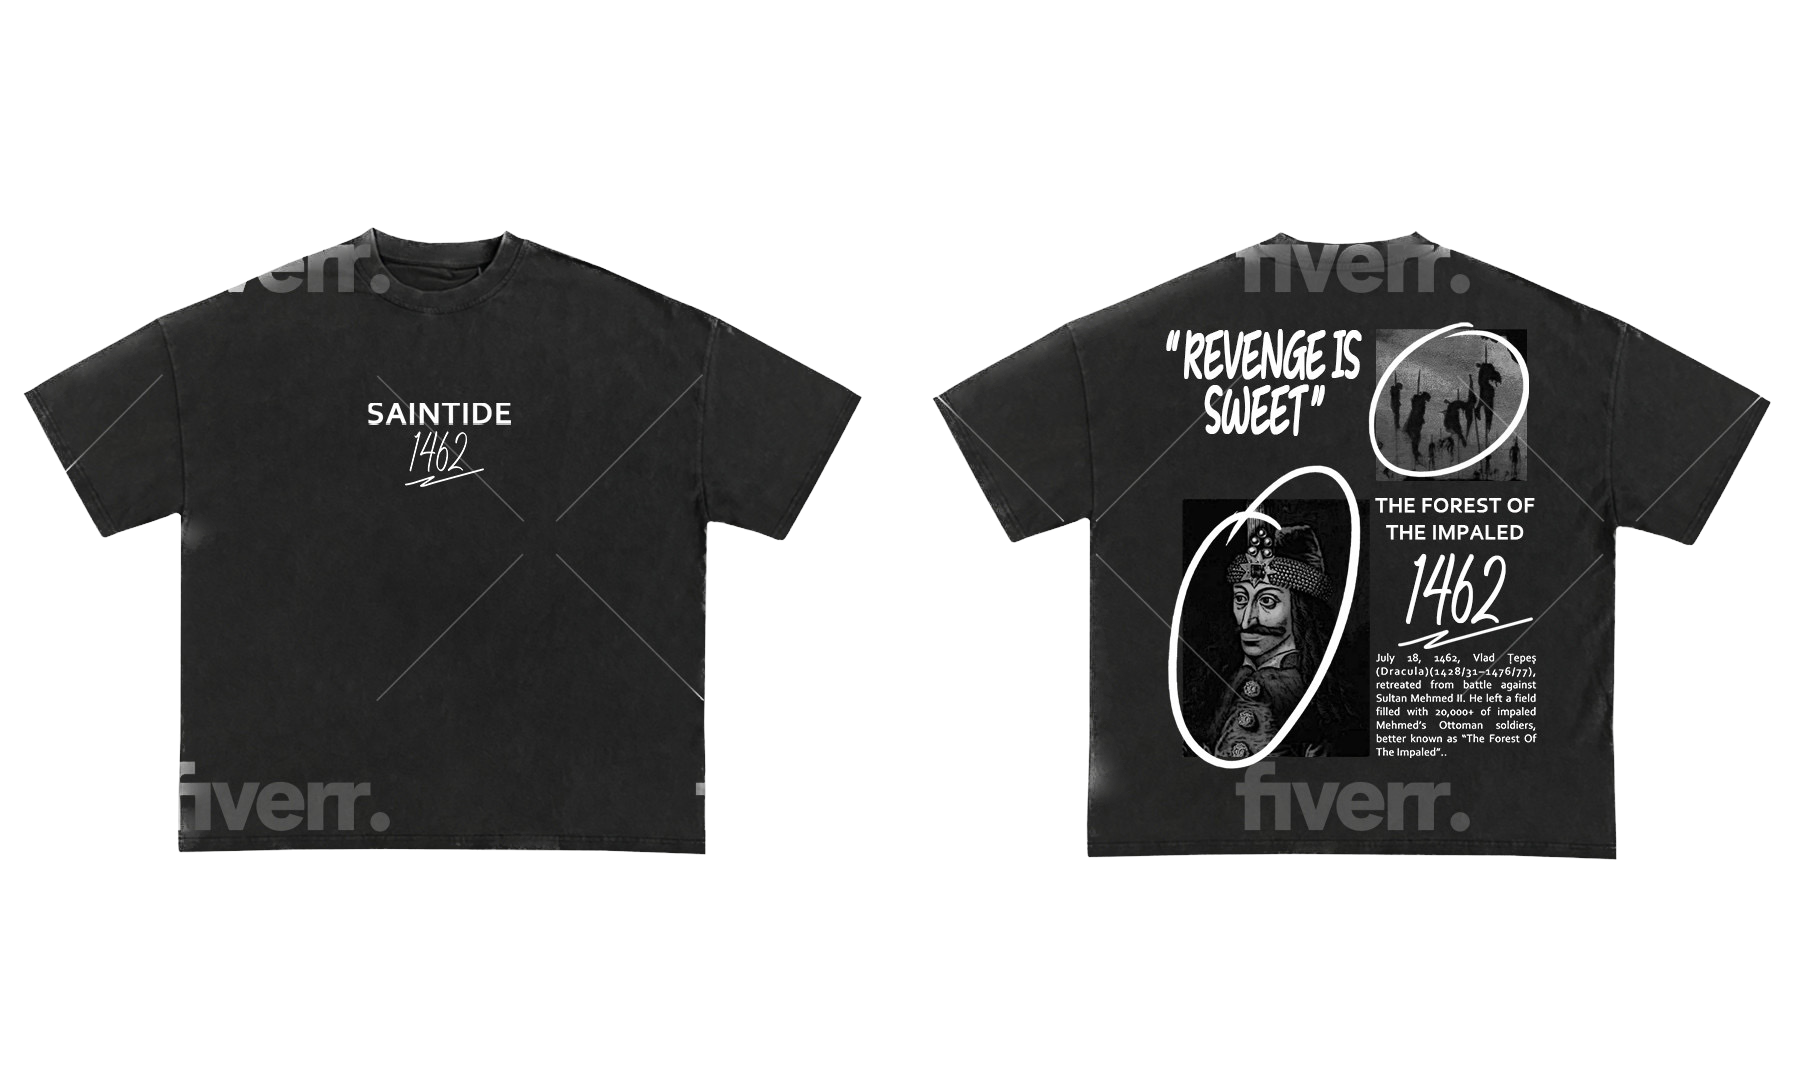 fiverr.
SAINTIDE
1462
fiverr.
fiverr.
"REVENGE IS
SWEET"
THE FOREST OF
THE IMPALED
1462
July 18, 1462, Vlad Țepeș
(Dracula)(1428/31–1476/77),
retreated from battle against
Sultan Mehmed II. He left a field
filled with 20,000+ of impaled
Mehmed's Ottoman soldiers,
better known as "The Forest Of
The Impaled"..
fiverr.